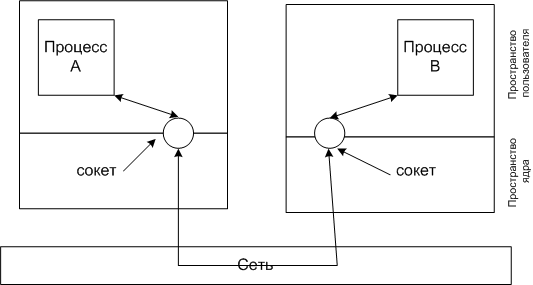 Процесс
А
Процесс
В
Пространство
пользователя
сокет
сокет
Пространство
ядра
Сеть